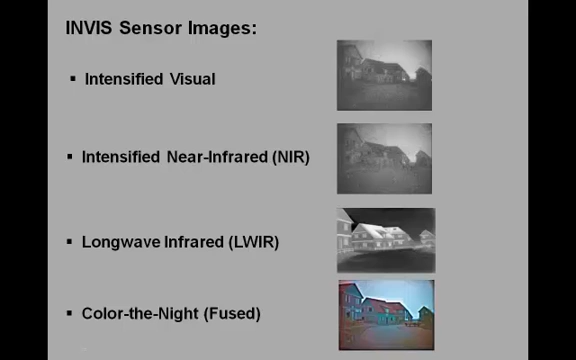 INVIS Sensor Images:
▪ Intensified Visual
▪ Intensified Near-Infrared (NIR)
▪ Longwave Infrared (LWIR)
▪ Color-the-Night (Fused)